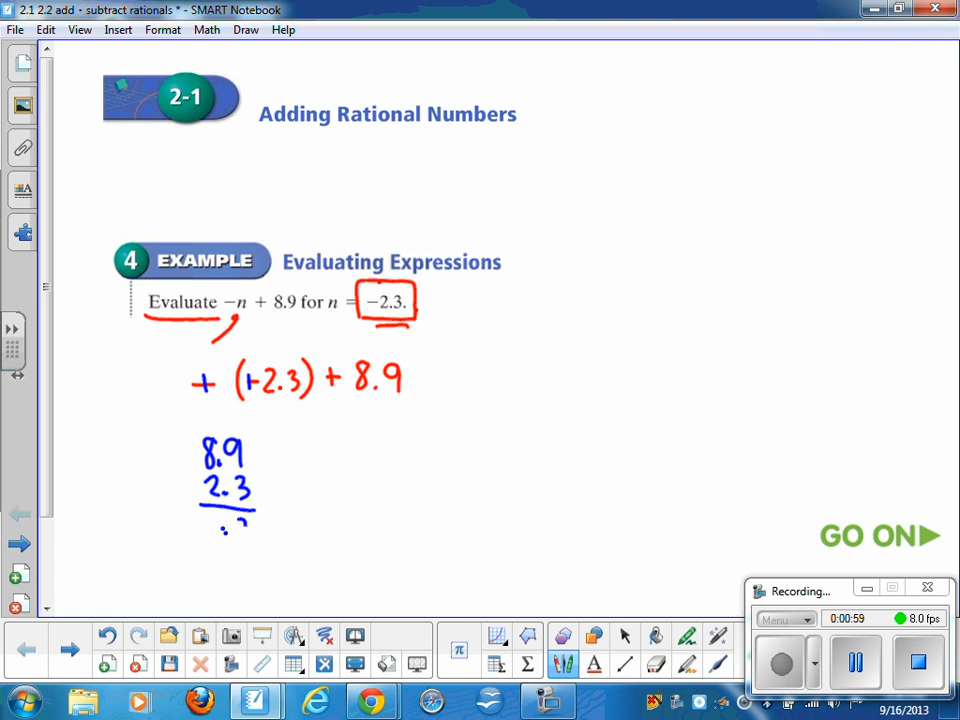 2.1 2.2 add • subtract rationals * - SMART Notebook
File Edit View Insert Format Math Draw Help
2-1
Adding Rational Numbers
4 EXAMPLE Evaluating Expressions
Evaluate −n + 8.9 for n = −2.3.
+ (+2.3) + 8.9
8.9
2.3
GO ON
Recording...
Menu 0:00:59 8.0 fps
π Σ A
9/16/2013